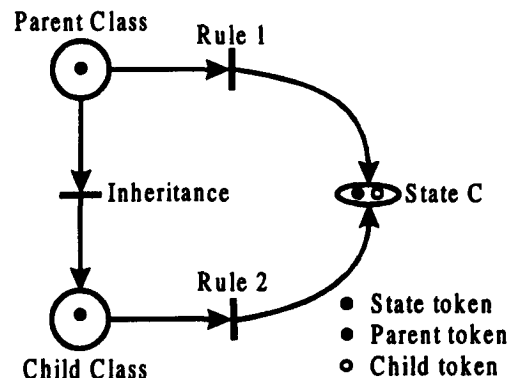 Parent Class
Rule 1
Inheritance
State C
Rule 2
Child Class
State token
Parent token
Child token